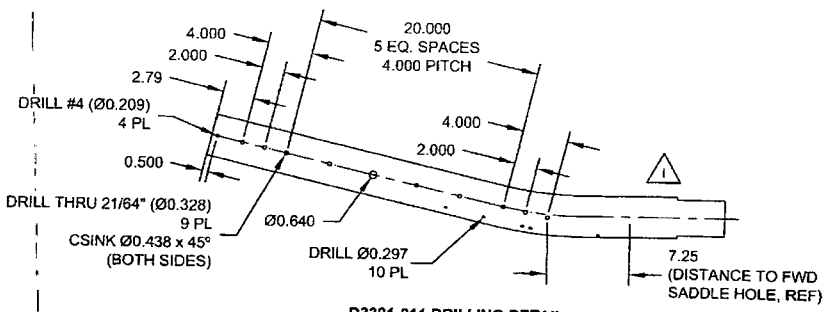 20.000
5 EQ. SPACES
4.000 PITCH
4.000
2.000
2.79
DRILL #4 (Ø0.209)
4 PL
0.500
DRILL THRU 21/64" (Ø0.328)
9 PL
CSINK Ø0.438 x 45°
(BOTH SIDES)
Ø0.640
DRILL Ø0.297
10 PL
4.000
2.000
1
7.25
(DISTANCE TO FWD
SADDLE HOLE, REF)